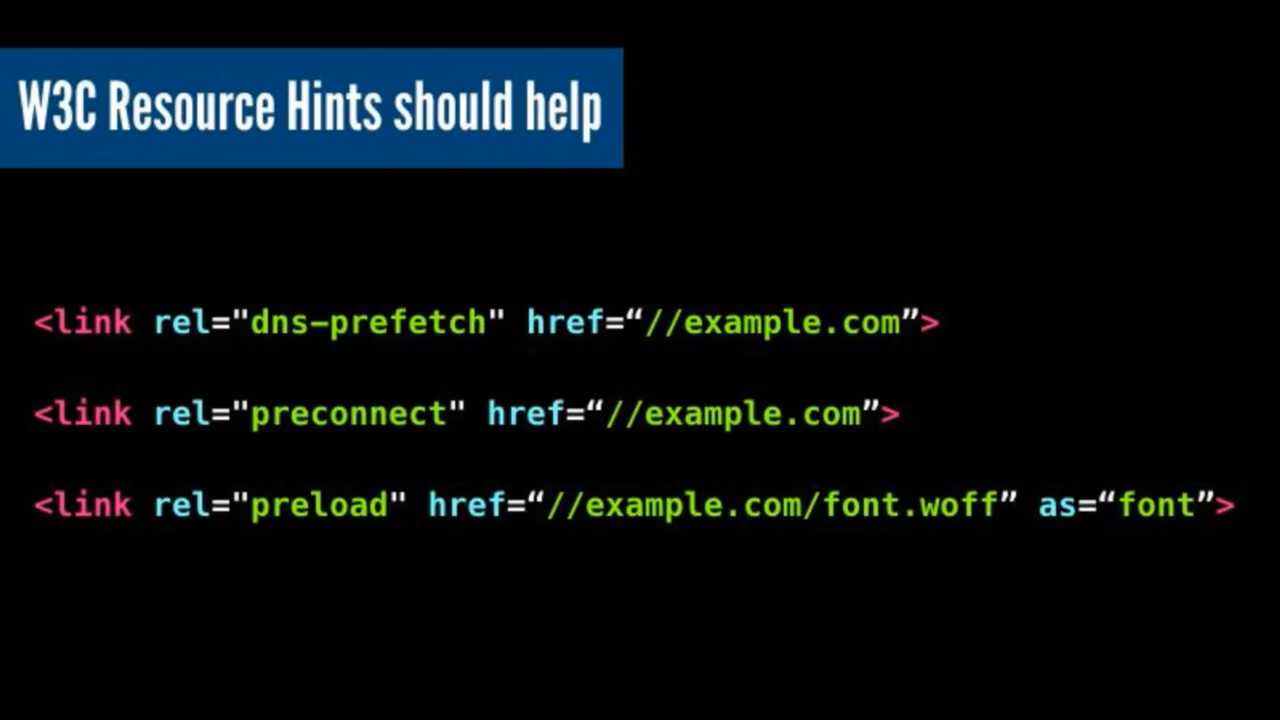 W3C Resource Hints should help
<link rel="dns-prefetch" href=“//example.com”>
<link rel="preconnect" href=“//example.com”>
<link rel="preload" href=“//example.com/font.woff” as=“font”>